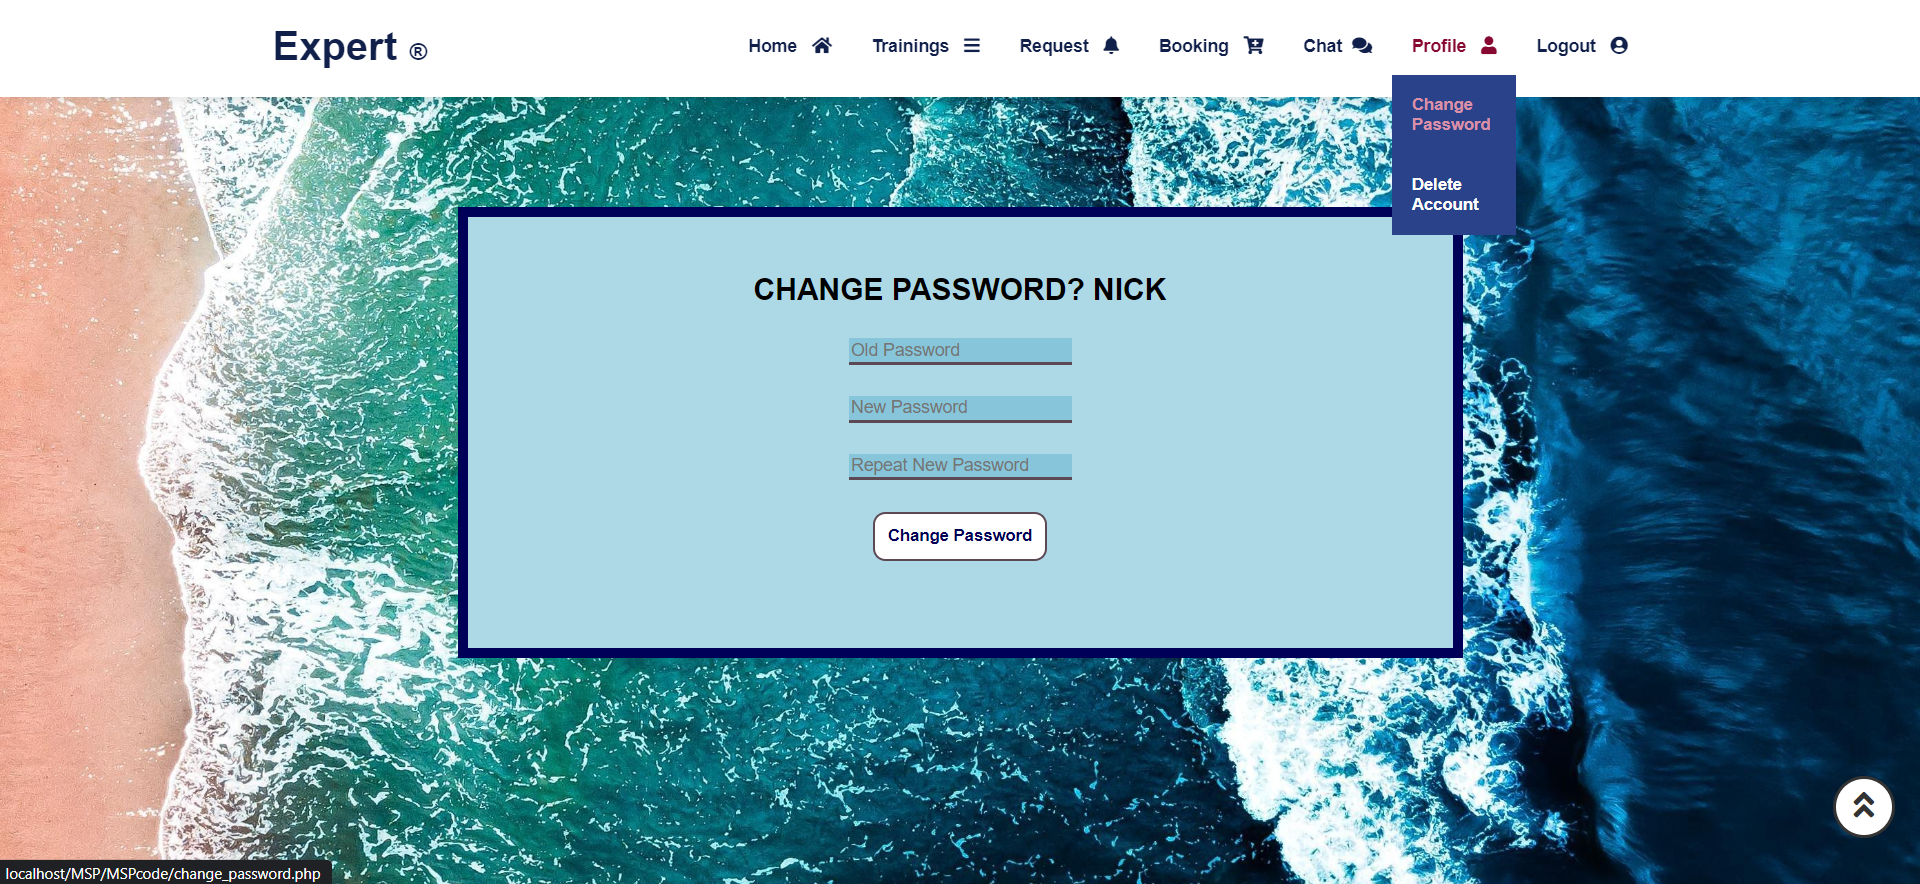 Expert ®
Home Trainings Request Booking Chat Profile Logout
Change
Password
Delete
Account
CHANGE PASSWORD? NICK
Old Password
New Password
Repeat New Password
Change Password
localhost/MSP/MSPcode/change_password.php